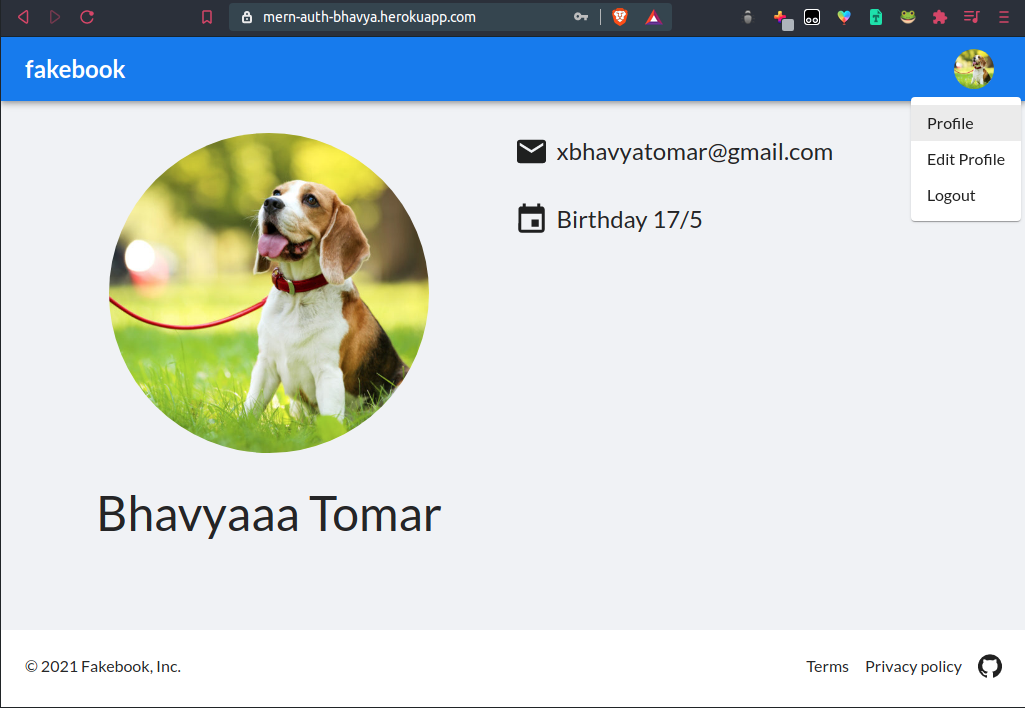 mern-auth-bhavya.herokuapp.com
fakebook
Profile
Edit Profile
Logout
xbhavyatomar@gmail.com
Birthday 17/5
Bhavyaaa Tomar
© 2021 Fakebook, Inc.
Terms Privacy policy